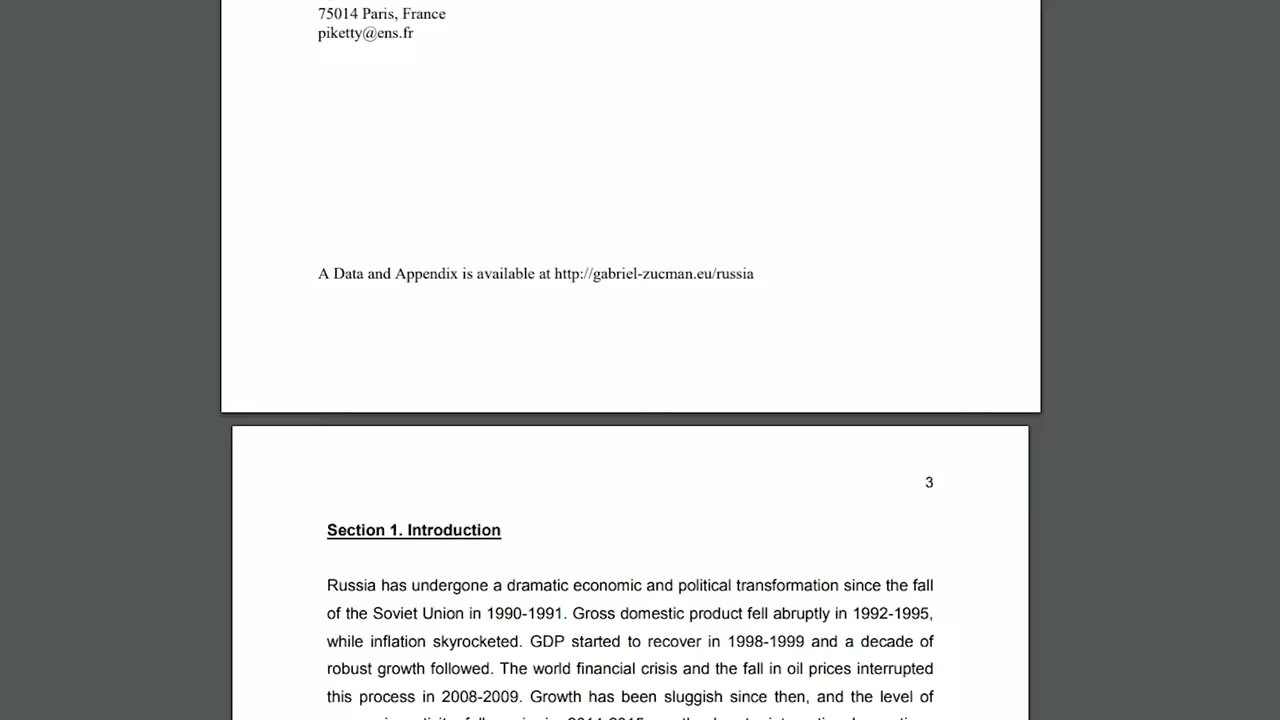 75014 Paris, France
piketty@ens.fr
A Data and Appendix is available at http://gabriel-zucman.eu/russia
3
Section 1. Introduction
Russia has undergone a dramatic economic and political transformation since the fall
of the Soviet Union in 1990-1991. Gross domestic product fell abruptly in 1992-1995,
while inflation skyrocketed. GDP started to recover in 1998-1999 and a decade of
robust growth followed. The world financial crisis and the fall in oil prices interrupted
this process in 2008-2009. Growth has been sluggish since then, and the level of